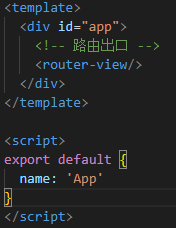 <template>
  <div id="app">
    <!-- 路由出口 -->
    <router-view/>
  </div>
</template>

<script>
export default {
  name: 'App'
}
</script>